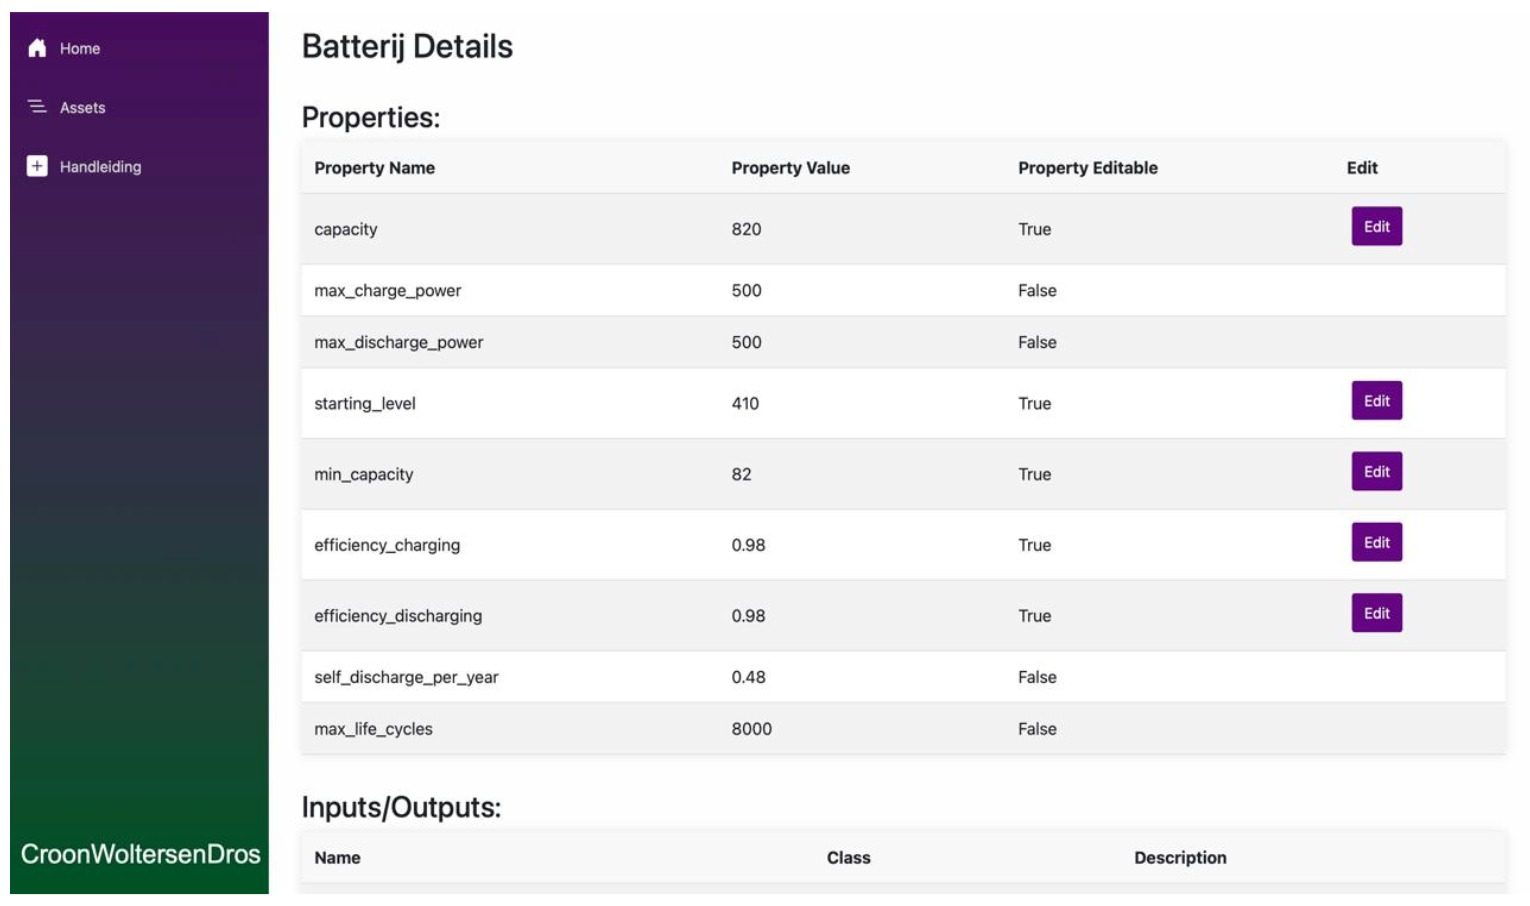 Home
Assets
Handleiding
CroonWoltersenDros
Batterij Details
Properties:
Property Name Property Value Property Editable Edit
capacity 820 True Edit
max_charge_power 500 False
max_discharge_power 500 False
starting_level 410 True Edit
min_capacity 82 True Edit
efficiency_charging 0.98 True Edit
efficiency_discharging 0.98 True Edit
self_discharge_per_year 0.48 False
max_life_cycles 8000 False
Inputs/Outputs:
Name Class Description